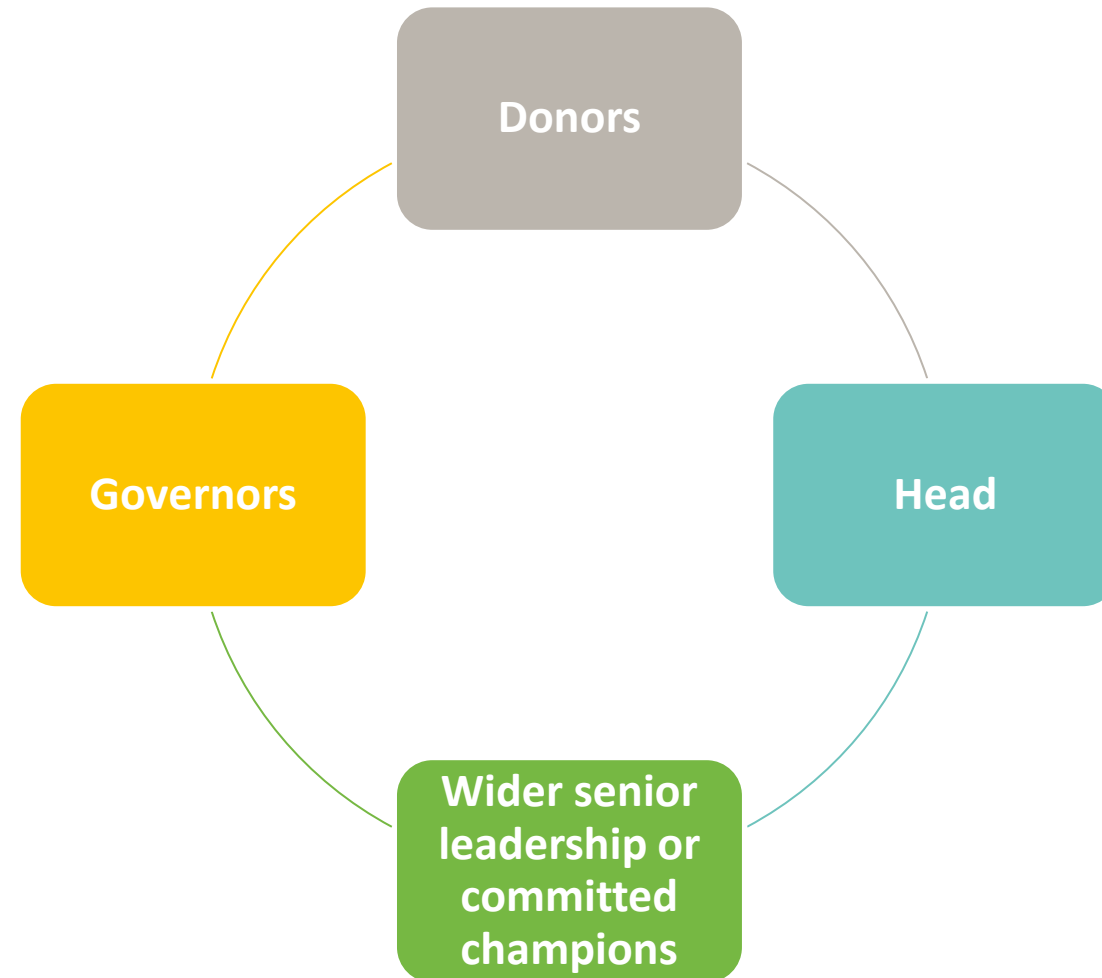 Donors
Governors
Head
Wider senior
leadership or
committed
champions